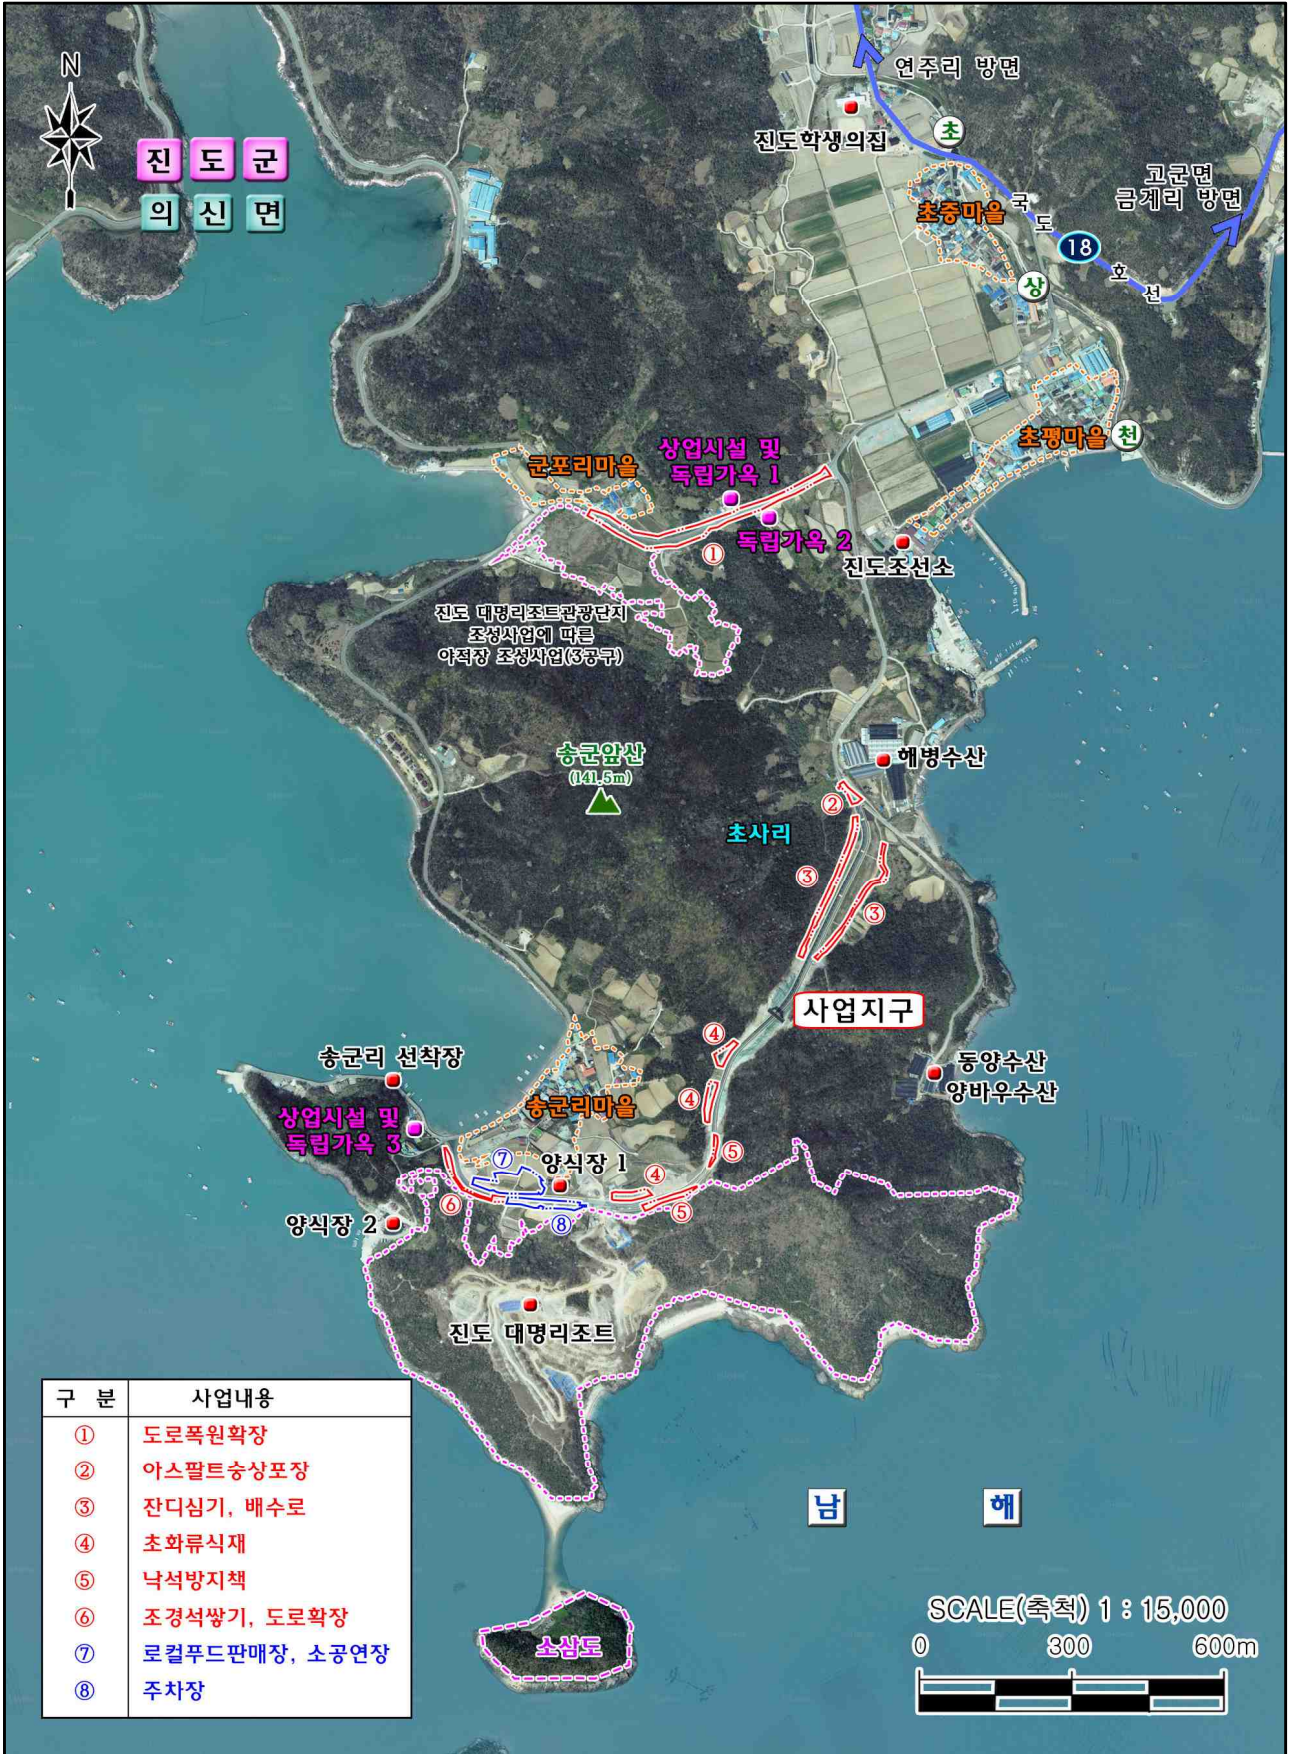 N
연주리 방면
진도학생의집
초
진 도 군
의 신 면
고군면
금계리 방면
초중마을
국 도 18 호 선
상
초평마을
천
상업시설 및
독립가옥 1
군포리마을
독립가옥 2
①
진도조선소
진도 대명리조트관광단지
조성사업에 따른
야적장 조성사업(3공구)
송군앞산
(141.5m)
해병수산
②
초사리
③
③
사업지구
④
송군리 선착장
동양수산
양바우수산
④
송군리마을
상업시설 및
독립가옥 3
⑤
⑦
양식장 1
④
⑥
⑤
⑧
양식장 2
진도 대명리조트
구 분 사업내용
① 도로폭원확장
② 아스팔트숭상포장
③ 잔디심기, 배수로
④ 초화류식재
⑤ 낙석방지책
⑥ 조경석쌓기, 도로확장
⑦ 로컬푸드판매장, 소공연장
⑧ 주차장
남 해
소삼도
SCALE(축척) 1 : 15,000
0 300 600m